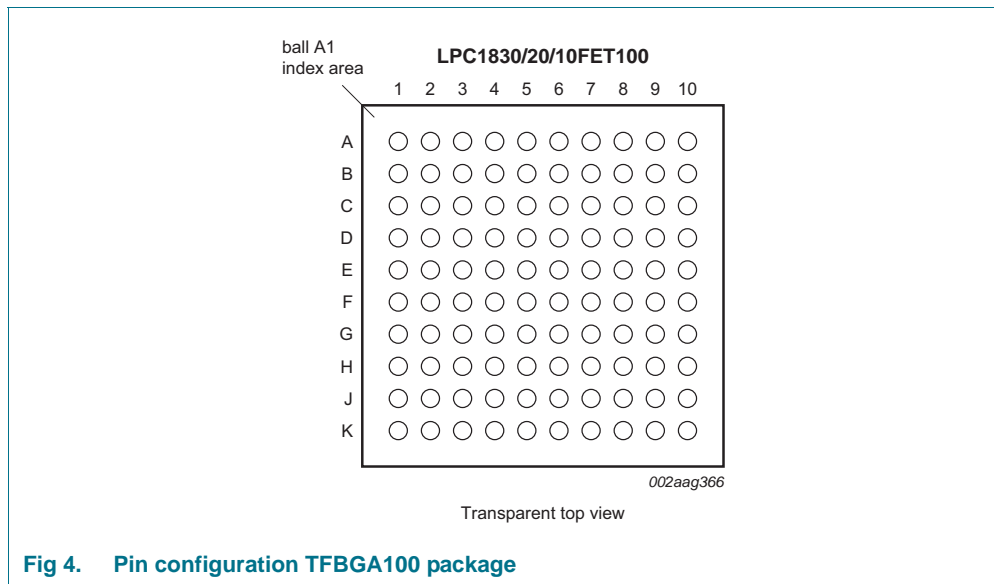 ball A1
index area
LPC1830/20/10FET100
1 2 3 4 5 6 7 8 9 10
A
B
C
D
E
F
G
H
J
K
002aag366
Transparent top view
Fig 4. Pin configuration TFBGA100 package